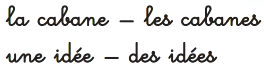 la cabane – les cabanes
une idée – des idées